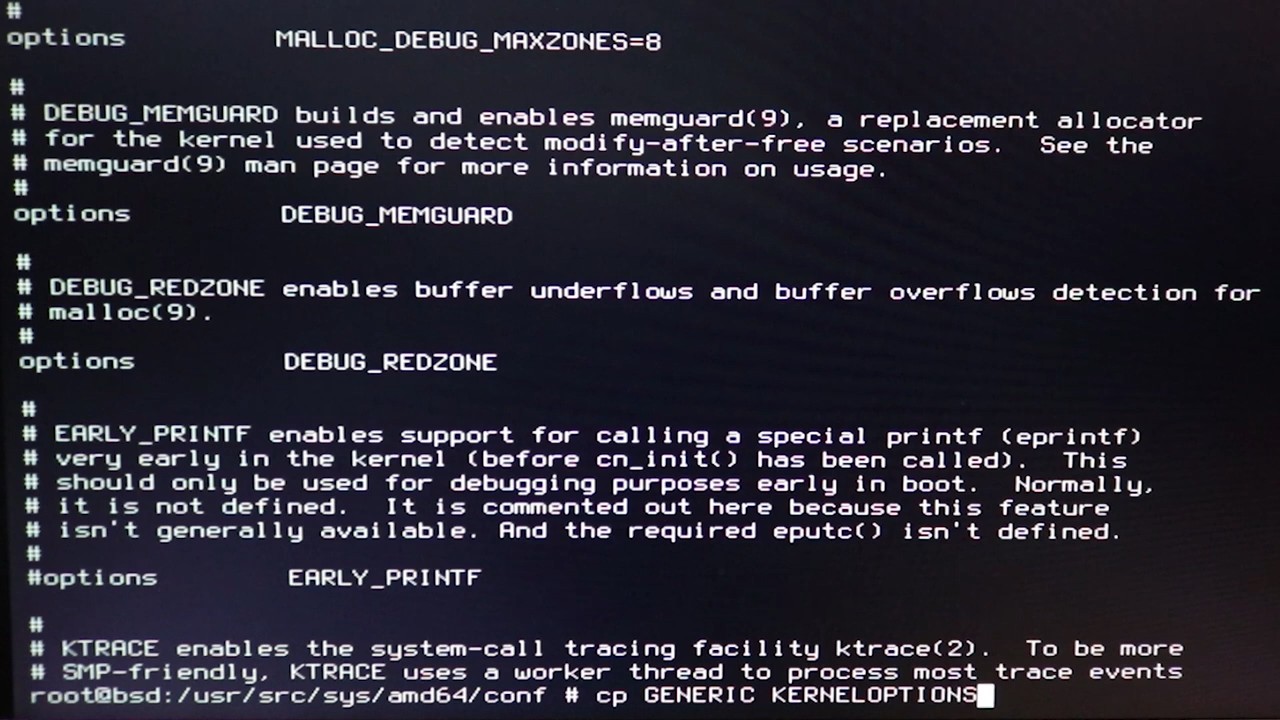 #
options MALLOC_DEBUG_MAXZONES=8
#
# DEBUG_MEMGUARD builds and enables memguard(9), a replacement allocator
# for the kernel used to detect modify-after-free scenarios. See the
# memguard(9) man page for more information on usage.
#
options DEBUG_MEMGUARD
#
# DEBUG_REDZONE enables buffer underflows and buffer overflows detection for
# malloc(9).
#
options DEBUG_REDZONE
#
# EARLY_PRINTF enables support for calling a special printf (eprintf)
# very early in the kernel (before cn_init() has been called). This
# should only be used for debugging purposes early in boot. Normally,
# it is not defined. It is commented out here because this feature
# isn't generally available. And the required eputc() isn't defined.
#
#options EARLY_PRINTF
#
# KTRACE enables the system-call tracing facility ktrace(2). To be more
# SMP-friendly, KTRACE uses a worker thread to process most trace events
root@bsd:/usr/src/sys/amd64/conf # cp GENERIC KERNELOPTIONS